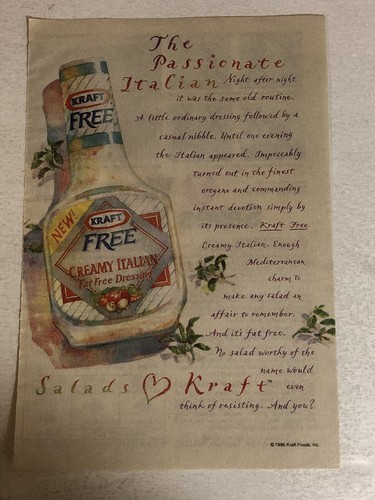 The
Passionate
Italian Night after night
it was the same old routine.
A little ordinary dressing followed by a
casual nibble. Until one evening
the Italian appeared. Impeccably
turned out in the finest
oregano and commanding
instant devotion simply by
its presence. Kraft Free
Creamy Italian. Enough
Mediterranean
charm to
make any salad an
affair to remember.
And it's fat free.
No salad worthy of the
name would
even
think of resisting. And you?
KRAFT
FREE
NEW!
KRAFT
FREE
CREAMY ITALIAN
Fat Free Dressing
Salads ♡ Kraft
© 1996 Kraft Foods, Inc.